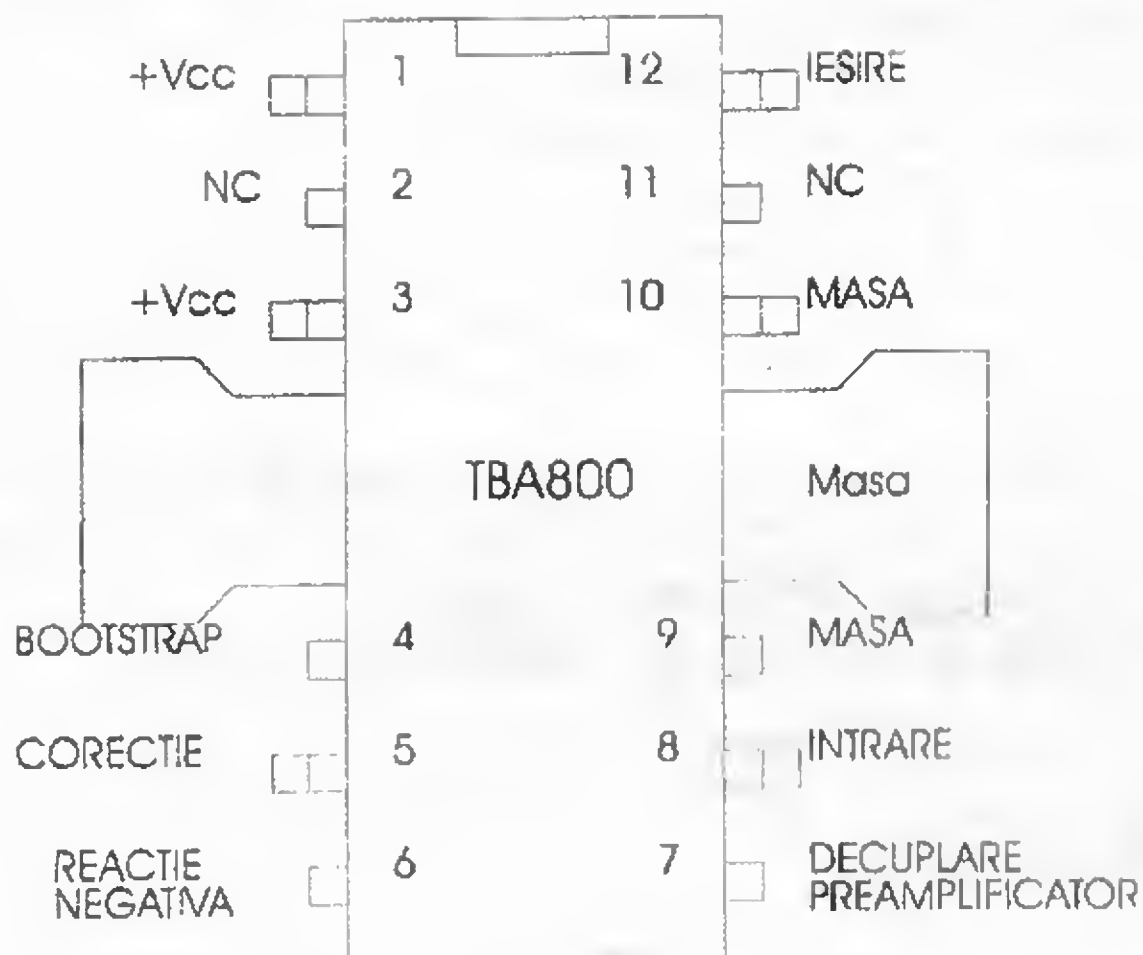 +Vcc 1 12 IESIRE
NC 2 11 NC
+Vcc 3 10 MASA
TBA800 Masa
BOOTSTRAP 4 9 MASA
CORECTIE 5 8 INTRARE
REACTIE
NEGATIVA 6 7 DECUPLARE
PREAMPLIFICATOR